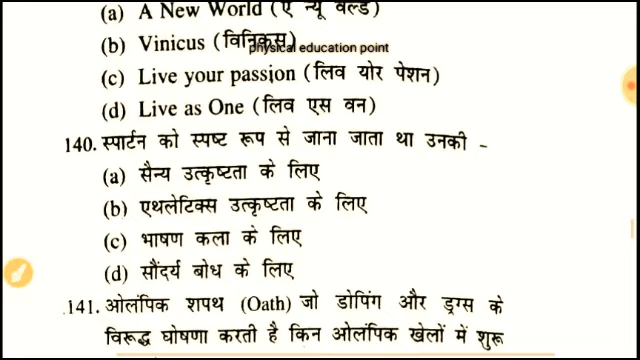 (a) A New World (ए न्यू वर्ल्ड)
(b) Vinicus (विनिकुस)
physical education point
(c) Live your passion (लिव योर पेशन)
(d) Live as One (लिव एस वन)
140. स्पार्टन को स्पष्ट रूप से जाना जाता था उनकी -
(a) सैन्य उत्कृष्टता के लिए
(b) एथलेटिक्स उत्कृष्टता के लिए
(c) भाषण कला के लिए
(d) सौंदर्य बोध के लिए
141. ओलंपिक शपथ (Oath) जो डोपिंग और ड्रग्स के
विरूद्ध घोषणा करती है किन ओलंपिक खेलों में शुरू